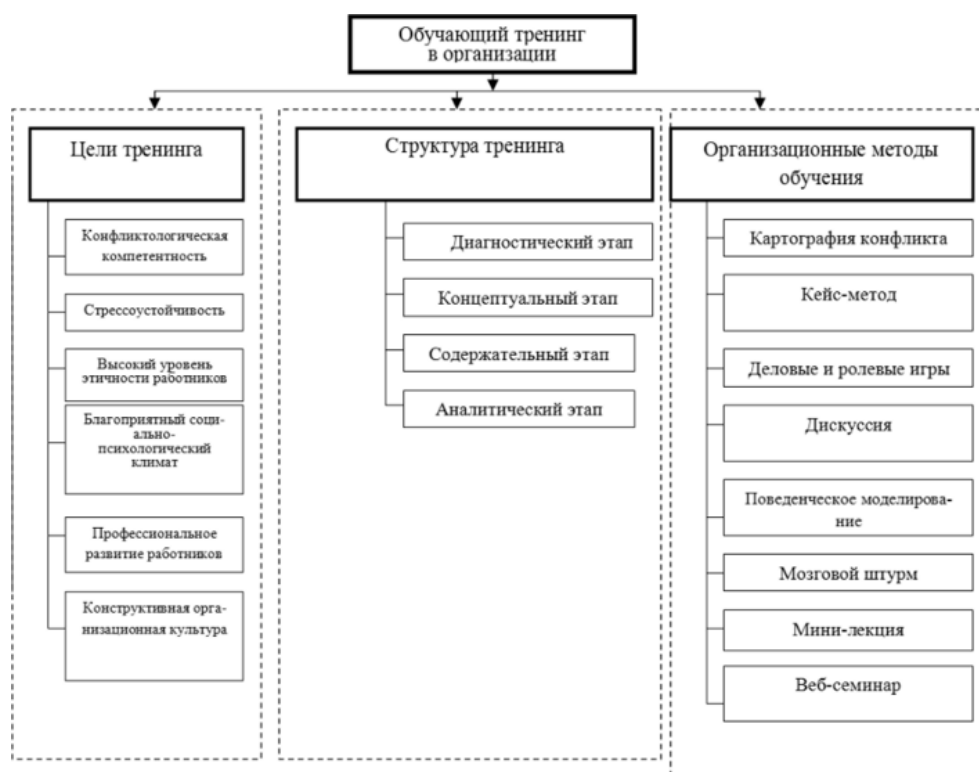 Обучающий тренинг
в организации
Цели тренинга
Конфликтологическая
компетентность
Стрессоустойчивость
Высокий уровень
этичности работников
Благоприятный соци-
ально-
психологический
климат
Профессиональное
развитие работников
Конструктивная орга-
низационная культура
Структура тренинга
Диагностический этап
Концептуальный этап
Содержательный этап
Аналитический этап
Организационные методы
обучения
Картография конфликта
Кейс-метод
Деловые и ролевые игры
Дискуссия
Поведенческое моделирова-
ние
Мозговой штурм
Мини-лекция
Веб-семинар